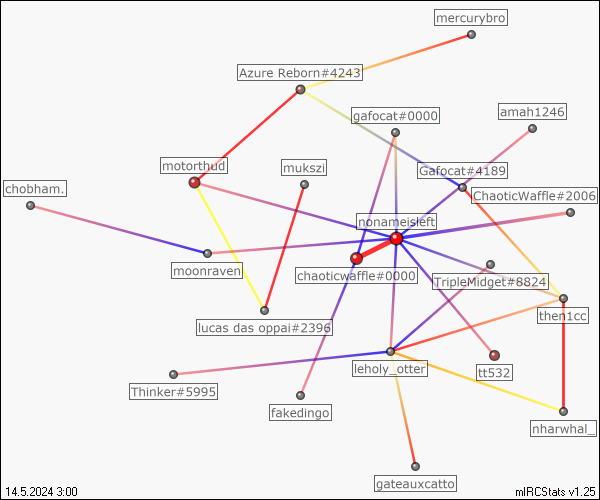 mercurybro
Azure Reborn#4243
gafocat#0000
amah1246
motorthud
mukszi
Gafocat#4189
chobham.
ChaoticWaffle#2006
nonameisleft
moonraven
chaoticwaffle#0000
TripleMidget#8824
then1cc
lucas das oppai#2396
leholy_otter
tt532
Thinker#5995
fakedingo
nharwhal_
gateauxcatto
14.5.2024 3:00
mIRCStats v1.25